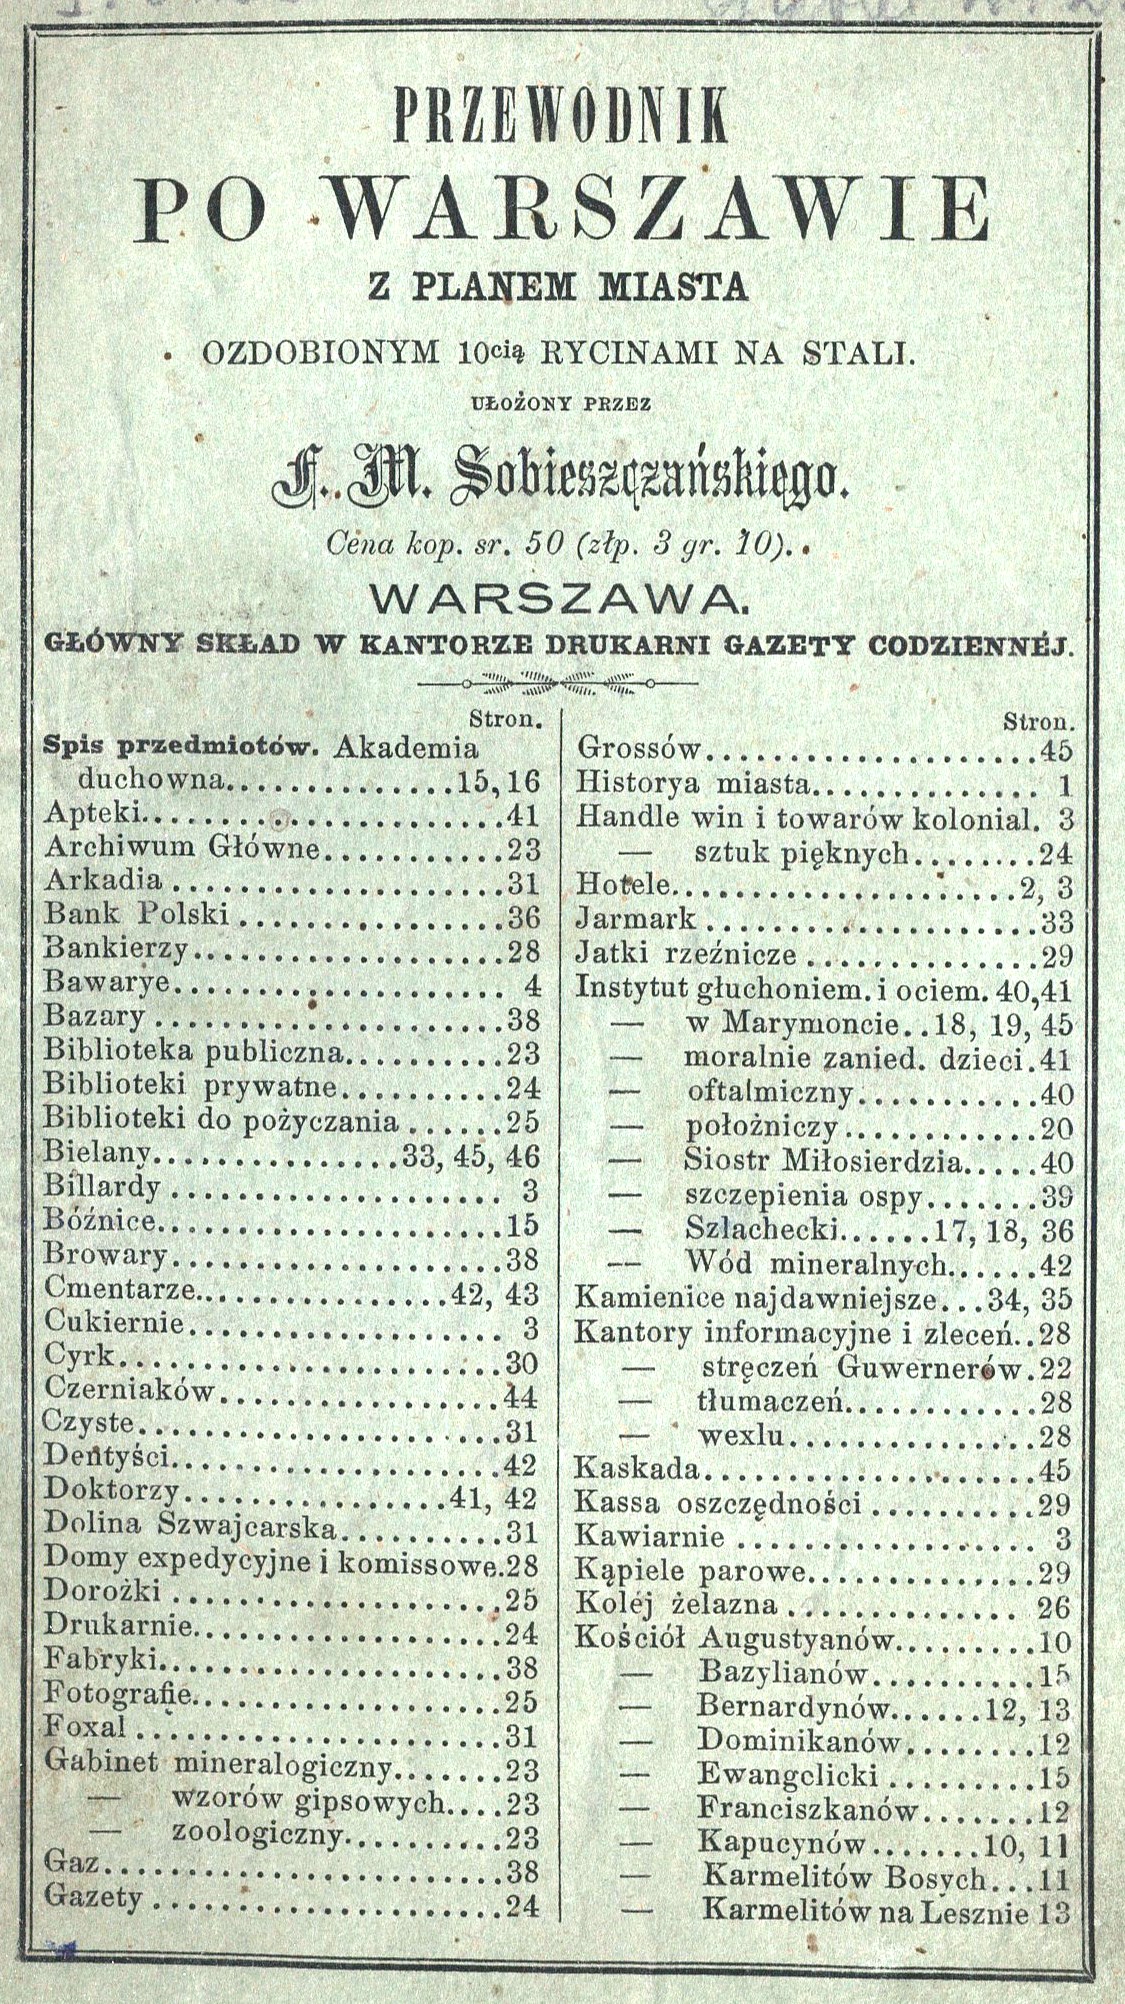 PRZEWODNIK
PO WARSZAWIE
Z PLANEM MIASTA
OZDOBIONYM 10cią RYCINAMI NA STALI.
UŁOŻONY PRZEZ
F. M. Sobieszczańskiego.
Cena kop. sr. 50 (złp. 3 gr. 10).
WARSZAWA.
GŁÓWNY SKŁAD W KANTORZE DRUKARNI GAZETY CODZIENNÉJ.
Stron.
Spis przedmiotów. Akademia
duchowna..............15,16
Apteki......................41
Archiwum Główne...........23
Arkadia....................31
Bank Polski................36
Bankierzy...................28
Bawarye.................... 4
Bazary.....................38
Biblioteka publiczna..........23
Biblioteki prywatne..........24
Biblioteki do pożyczania......25
Bielany...............33, 45, 46
Billardy.................... 3
Bóźnice.....................15
Browary....................38
Cmentarze...............42, 43
Cukiernie................... 3
Cyrk.......................30
Czerniaków.................44
Czyste......................31
Dentyści....................42
Doktorzy................41, 42
Dolina Szwajcarska..........31
Domy expedycyjne i komissowe.28
Dorożki....................25
Drukarnie...................24
Fabryki.....................38
Fotografie...................25
Foxal......................31
Gabinet mineralogiczny.......23
— wzorów gipsowych....23
— zoologiczny..........23
Gaz........................38
Gazety.....................24
Stron.
Grossów....................45
Historya miasta.............. 1
Handle win i towarów kolonial. 3
— sztuk pięknych........24
Hotele.....................2, 3
Jarmark....................33
Jatki rzeźnicze..............29
Instytut głuchoniem. i ociem. 40,41
— w Marymoncie..18, 19, 45
— moralnie zanied. dzieci.41
— oftalmiczny...........40
— położniczy............20
— Siostr Miłosierdzia.....40
— szczepienia ospy.......39
— Szlachecki......17, 18, 36
— Wód mineralnych......42
Kamienice najdawniejsze...34, 35
Kantory informacyjne i zleceń..28
— stręczeń Guwernerów.22
— tłumaczeń............28
— wexlu...............28
Kaskada....................45
Kassa oszczędności..........29
Kawiarnie.................. 3
Kąpiele parowe..............29
Koléj żelazna.............. 26
Kościół Augustyanów.........10
— Bazylianów..........15
— Bernardynów......12, 13
— Dominikanów........12
— Ewangelicki.........15
— Franciszkanów.......12
— Kapucynów.......10, 11
— Karmelitów Bosych...11
— Karmelitów na Lesznie 13